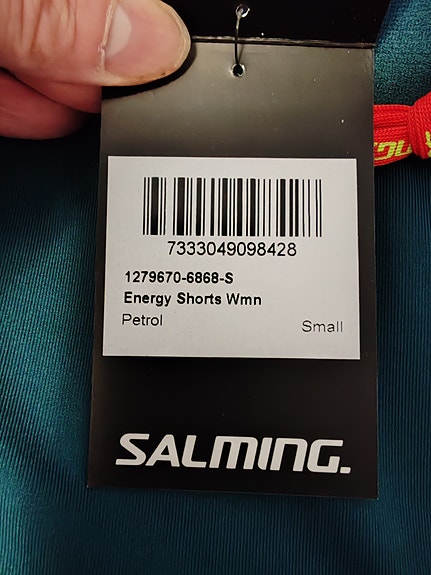 7333049098428
1279670-6868-S
Energy Shorts Wmn
Petrol
Small
SALMING.